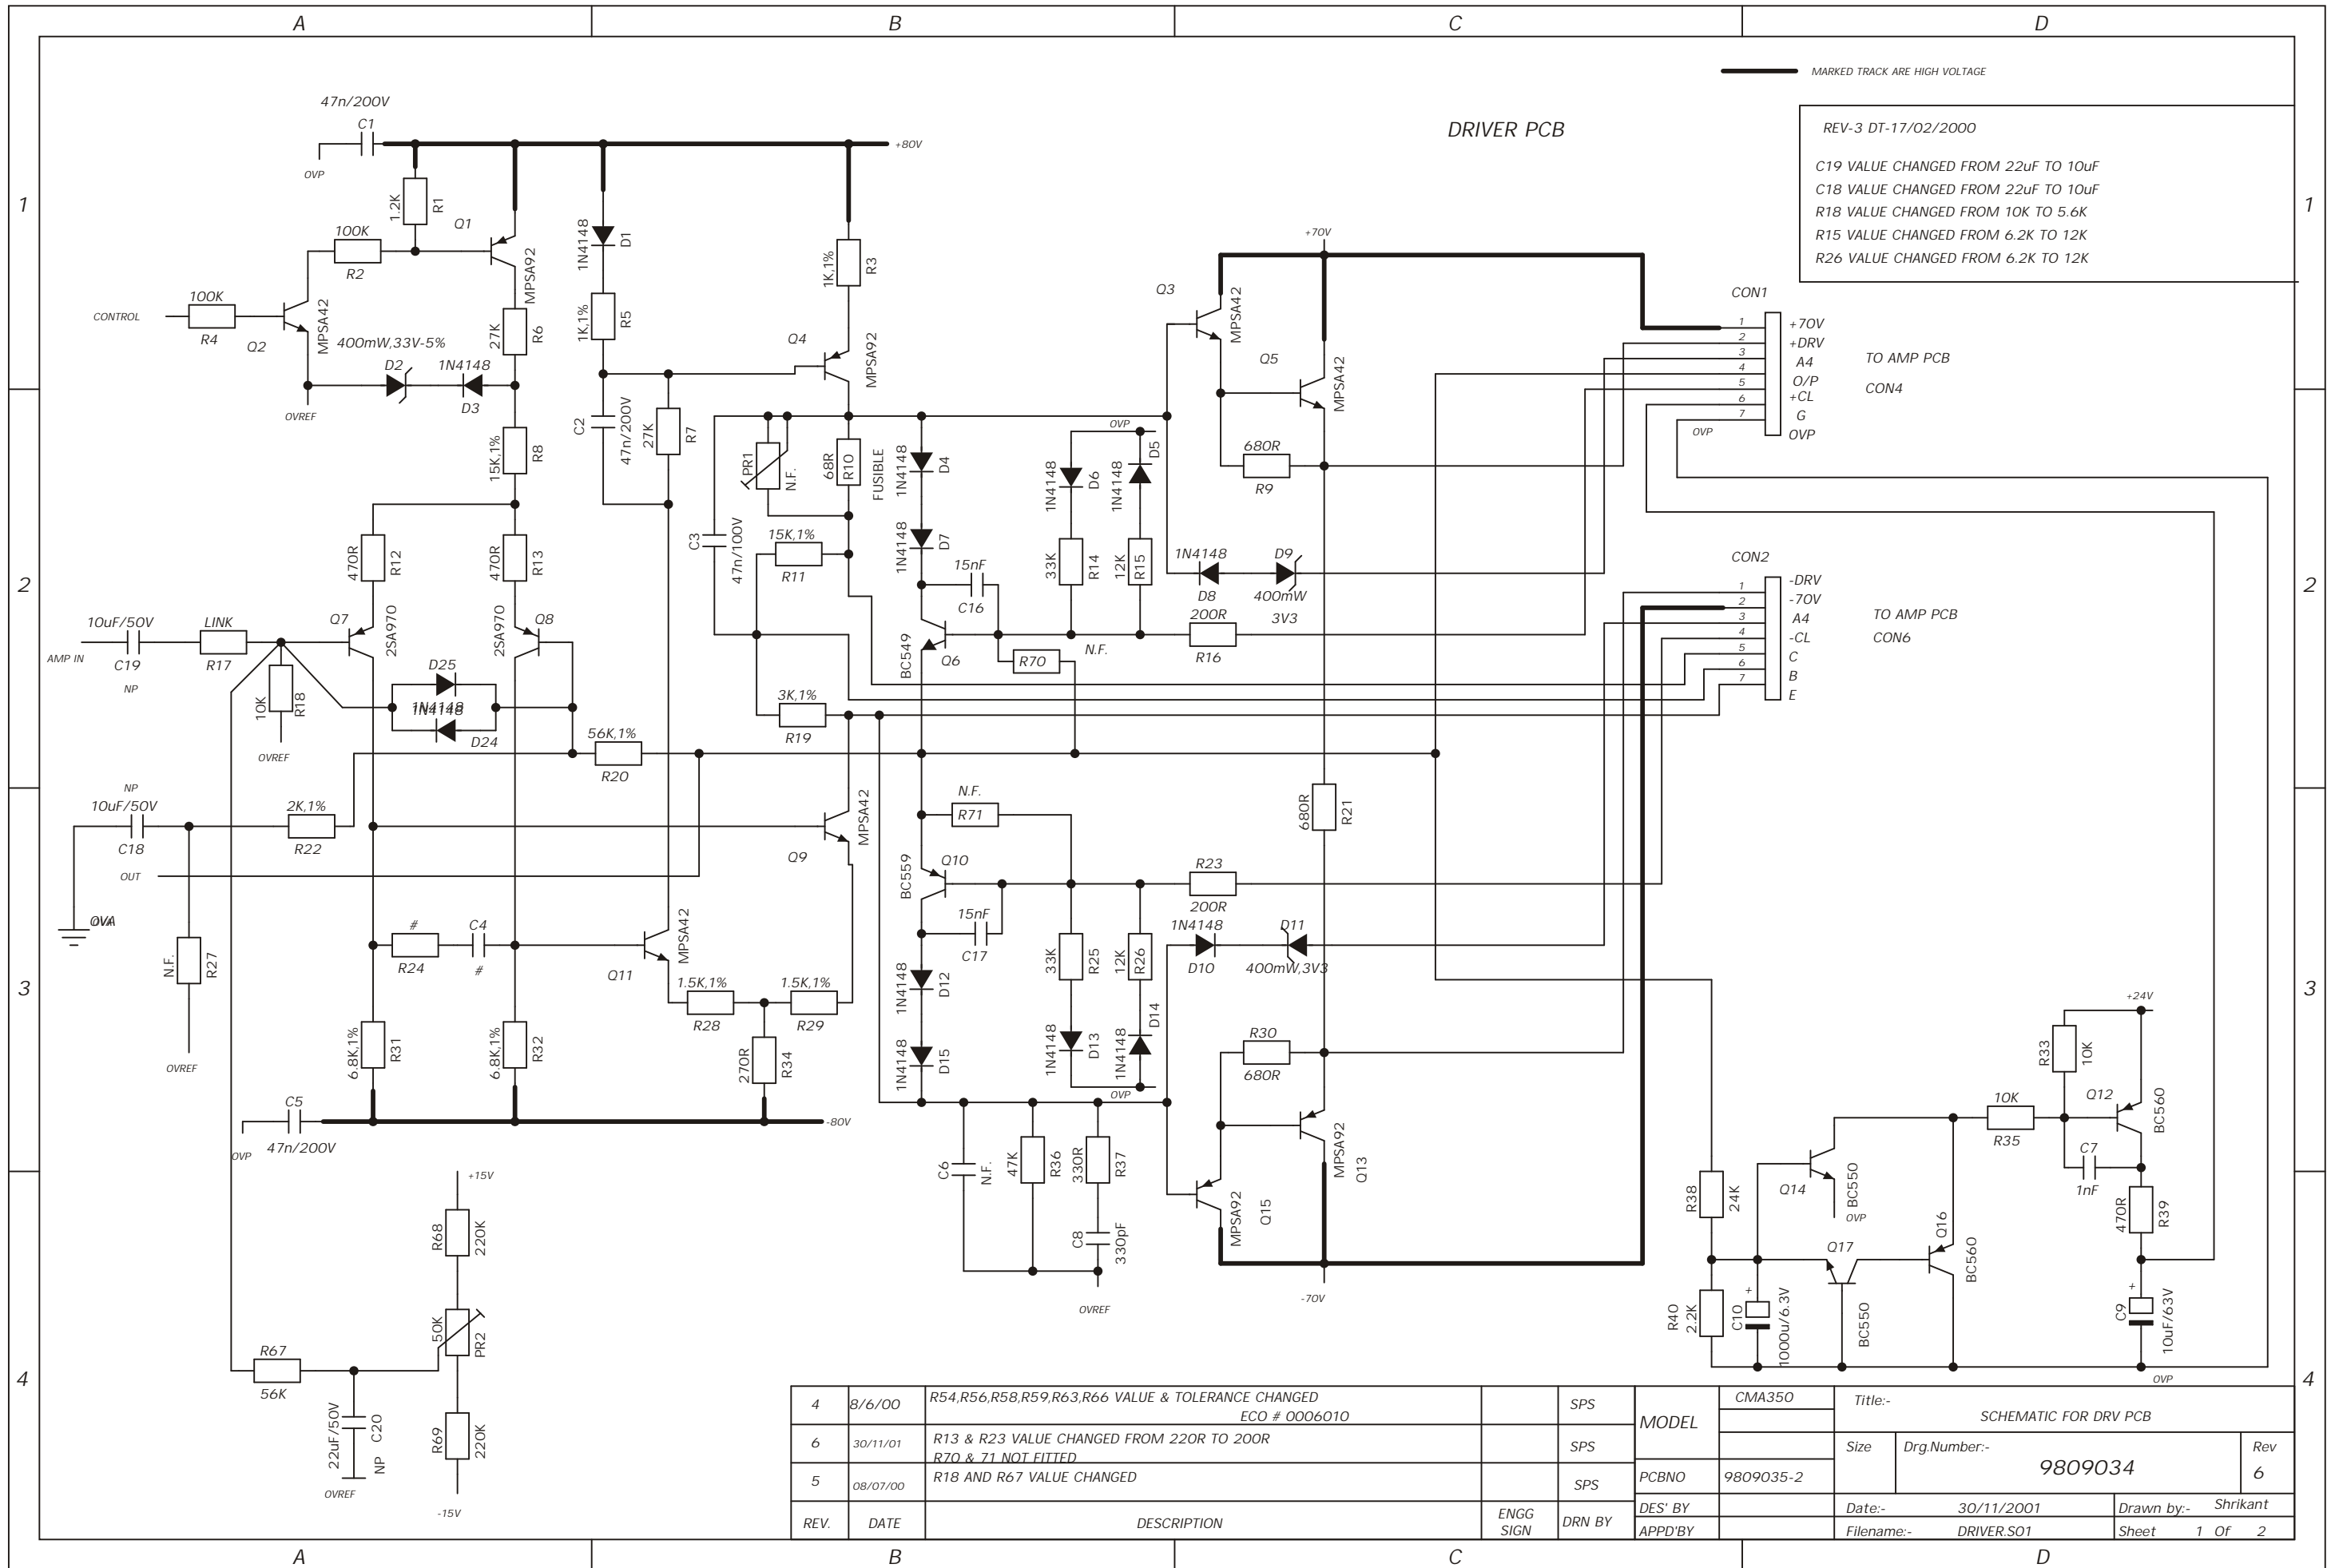 A
B
C
D
MARKED TRACK ARE HIGH VOLTAGE
DRIVER PCB
REV-3 DT-17/02/2000
C19 VALUE CHANGED FROM 22uF TO 10uF
C18 VALUE CHANGED FROM 22uF TO 10uF
R18 VALUE CHANGED FROM 10K TO 5.6K
R15 VALUE CHANGED FROM 6.2K TO 12K
R26 VALUE CHANGED FROM 6.2K TO 12K
1
1
47n/200V
C1
OVP
+80V
1.2K
R1
Q1
MPSA92
100K
R2
100K
R4
CONTROL
Q2
MPSA42
27K
R6
400mW,33V-5%
D2
1N4148
D3
OVREF
15K,1%
R8
1N4148
D1
1K,1%
R5
1K,1%
R3
Q4
MPSA92
C2
47n/200V
27K
R7
PR1
N.F.
68R
R10
FUSIBLE
C3
47n/100V
15K,1%
R11
1N4148
D4
1N4148
D7
15nF
C16
BC549
Q6
R70
N.F.
OVP
1N4148
D6
1N4148
D5
33K
R14
12K
R15
200R
R16
1N4148
D8
D9
400mW
3V3
+70V
Q3
MPSA42
Q5
MPSA42
680R
R9
CON1
1
2
3
4
5
6
7
+70V
+DRV
A4
O/P
+CL
G
OVP
OVP
TO AMP PCB
CON4
2
2
CON2
1
2
3
4
5
6
7
-DRV
-70V
A4
-CL
C
B
E
TO AMP PCB
CON6
470R
R12
470R
R13
Q7
2SA970
2SA970
Q8
10uF/50V
C19
NP
AMP IN
LINK
R17
10K
R18
OVREF
D25
1N4148
1N4148
D24
3K,1%
R19
56K,1%
R20
NP
10uF/50V
C18
2K,1%
R22
OUT
OVA
N.F.
R27
OVREF
Q9
MPSA42
N.F.
R71
BC559
Q10
15nF
C17
R23
200R
680R
R21
1N4148
D10
D11
400mW,3V3
3
3
#
R24
C4
#
Q11
MPSA42
1.5K,1%
R28
1.5K,1%
R29
270R
R34
6.8K,1%
R31
6.8K,1%
R32
C5
47n/200V
OVP
-80V
1N4148
D12
1N4148
D15
33K
R25
12K
R26
1N4148
D13
1N4148
D14
OVP
R30
680R
MPSA92
Q13
MPSA92
Q15
-70V
C6
N.F.
47K
R36
330R
R37
C8
330pF
OVREF
+24V
R33
10K
Q12
BC560
10K
R35
C7
1nF
Q14
BC550
OVP
R38
24K
470R
R39
Q16
BC560
Q17
BC550
R40
2.2K
+
C10
1000u/6.3V
+
C9
10uF/63V
OVP
4
4
+15V
R68
220K
50K
PR2
R67
56K
22uF/50V
C20
NP
OVREF
R69
220K
-15V
4 8/6/00 R54,R56,R58,R59,R63,R66 VALUE & TOLERANCE CHANGED SPS
ECO # 0006010
6 30/11/01 R13 & R23 VALUE CHANGED FROM 220R TO 200R SPS
R70 & 71 NOT FITTED
5 08/07/00 R18 AND R67 VALUE CHANGED SPS
REV. DATE DESCRIPTION ENGG SIGN DRN BY
MODEL CMA350
PCBNO 9809035-2
DES' BY
APPD'BY
Title:-
SCHEMATIC FOR DRV PCB
Size Drg.Number:- Rev
9809034 6
Date:- 30/11/2001 Drawn by:- Shrikant
Filename:- DRIVER.S01 Sheet 1 Of 2
A
B
C
D